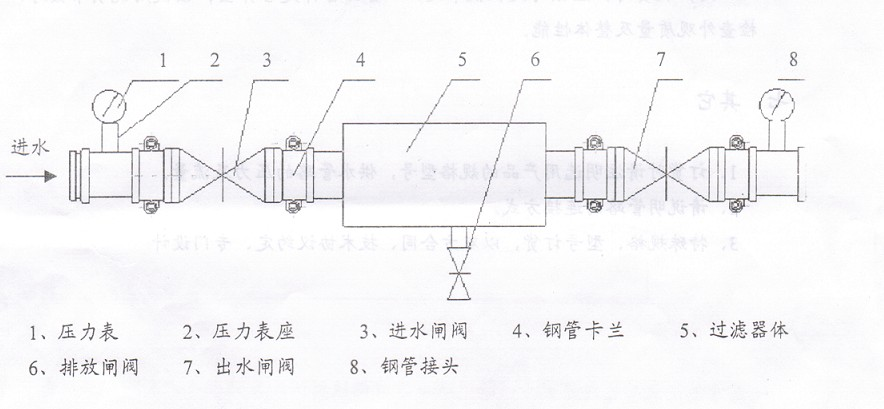 1 2 3 4 5 6 7 8
进水
1、压力表 2、压力表座 3、进水闸阀 4、钢管卡兰 5、过滤器体
6、排放闸阀 7、出水闸阀 8、钢管接头